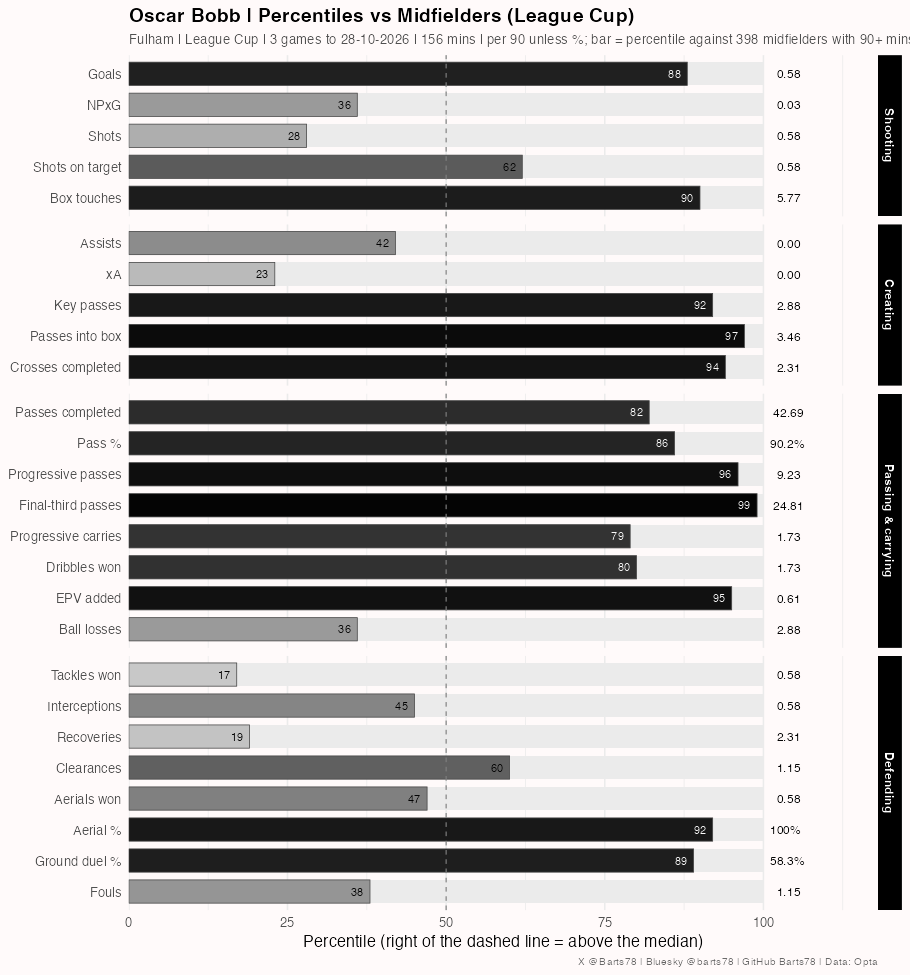 Oscar Bobb | Percentiles vs Midfielders (League Cup)
Fulham | League Cup | 3 games to 28-10-2026 | 156 mins | per 90 unless %; bar = percentile against 398 midfielders with 90+ mins
Goals 88 0.58
NPxG 36 0.03
Shots 28 0.58
Shots on target 62 0.58
Box touches 90 5.77
Shooting
Assists 42 0.00
xA 23 0.00
Key passes 92 2.88
Passes into box 97 3.46
Crosses completed 94 2.31
Creating
Passes completed 82 42.69
Pass % 86 90.2%
Progressive passes 96 9.23
Final-third passes 99 24.81
Progressive carries 79 1.73
Dribbles won 80 1.73
EPV added 95 0.61
Ball losses 36 2.88
Passing & carrying
Tackles won 17 0.58
Interceptions 45 0.58
Recoveries 19 2.31
Clearances 60 1.15
Aerials won 47 0.58
Aerial % 92 100%
Ground duel % 89 58.3%
Fouls 38 1.15
Defending
0 25 50 75 100
Percentile (right of the dashed line = above the median)
X @Barts78 | Bluesky @barts78 | GitHub Barts78 | Data: Opta